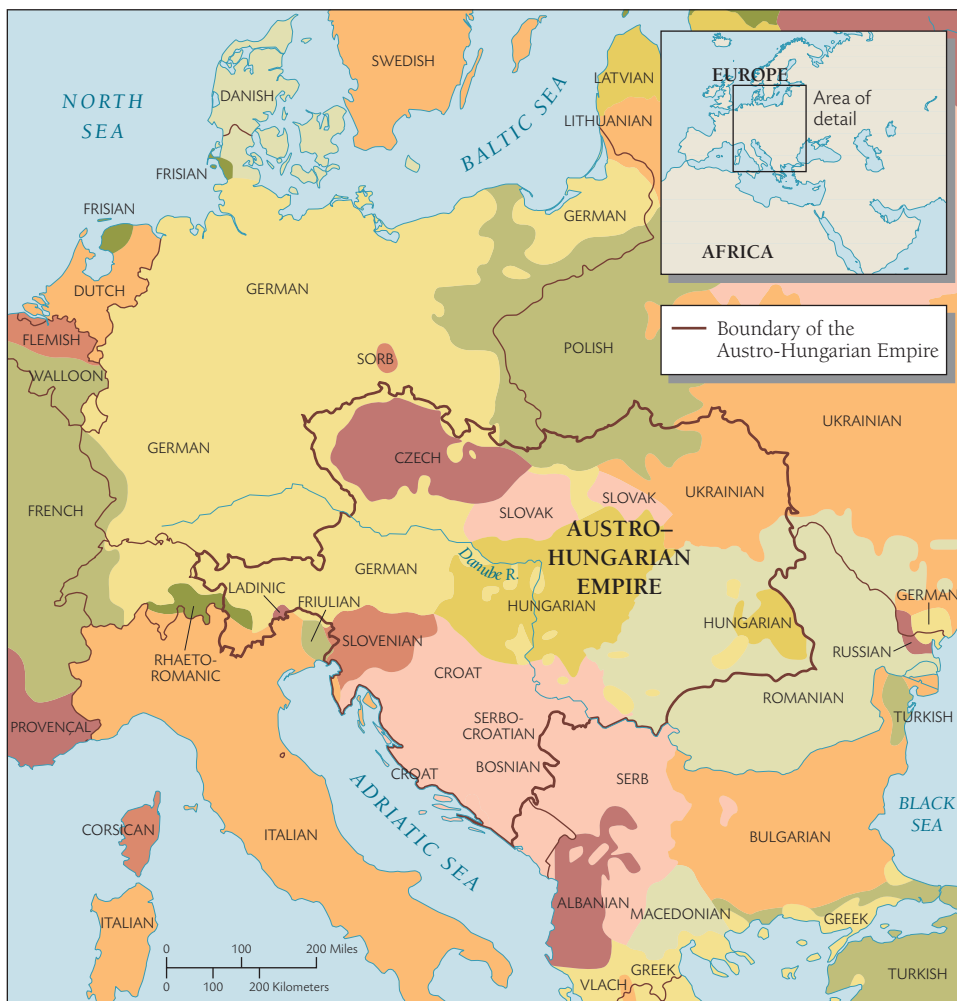 NORTH
SEA
DANISH
SWEDISH
BALTIC SEA
LATVIAN
LITHUANIAN
EUROPE
Area of
detail
AFRICA
FRISIAN
FRISIAN
GERMAN
DUTCH
GERMAN
FLEMISH
WALLOON
SORB
POLISH
Boundary of the
Austro-Hungarian Empire
GERMAN
CZECH
UKRAINIAN
FRENCH
SLOVAK
SLOVAK
UKRAINIAN
AUSTRO–
HUNGARIAN
EMPIRE
Danube R.
GERMAN
LADINIC
FRIULIAN
HUNGARIAN
HUNGARIAN
GERMAN
RHAETO-
ROMANIC
SLOVENIAN
CROAT
RUSSIAN
ROMANIAN
TURKISH
PROVENÇAL
SERBO-
CROATIAN
BOSNIAN
CROAT
SERB
ADRIATIC SEA
BLACK
SEA
CORSICAN
ITALIAN
BULGARIAN
ITALIAN
ALBANIAN
MACEDONIAN
GREEK
GREEK
VLACH
TURKISH
0 100 200 Miles
0 100 200 Kilometers